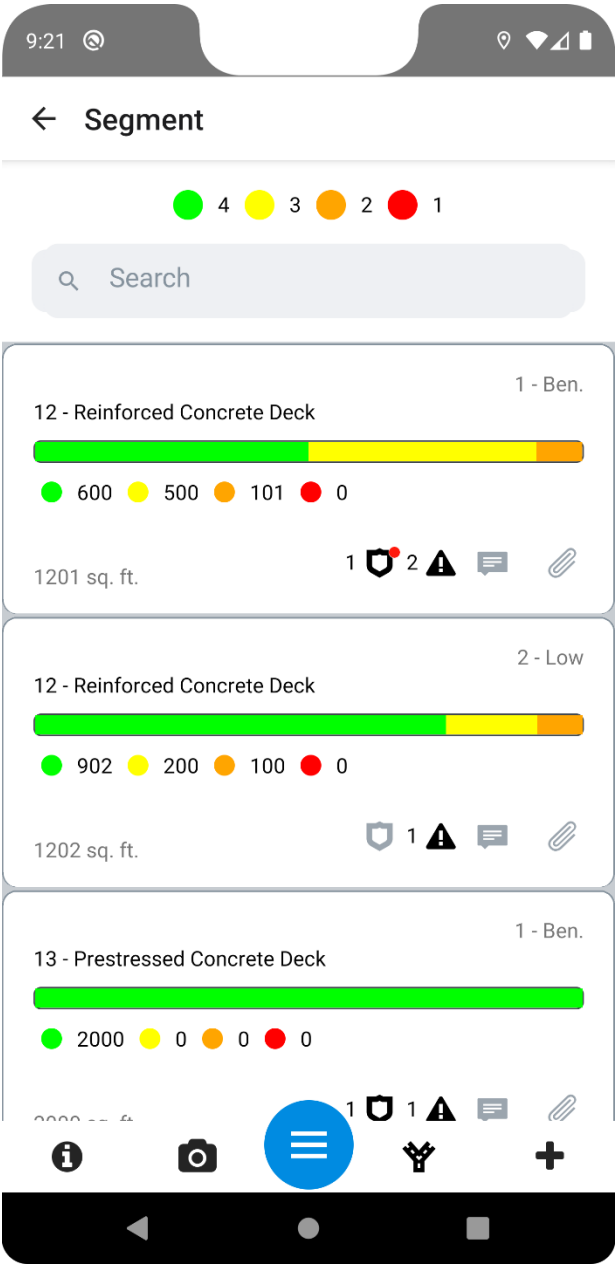 9:21
Segment
4 3 2 1
Search
1 - Ben.
12 - Reinforced Concrete Deck
600 500 101 0
1 2
1201 sq. ft.
2 - Low
12 - Reinforced Concrete Deck
902 200 100 0
1
1202 sq. ft.
1 - Ben.
13 - Prestressed Concrete Deck
2000 0 0 0
1 1